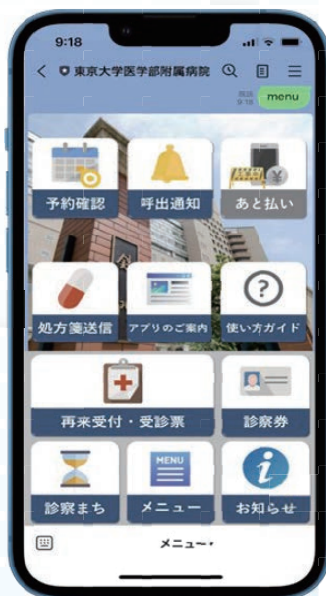 9:18
東京大学医学部附属病院
既読
9:18
menu
予約確認
呼出通知
あと払い
処方箋送信
アプリのご案内
使い方ガイド
再来受付・受診票
診察券
MENU
診察まち
メニュー
お知らせ
メニュー